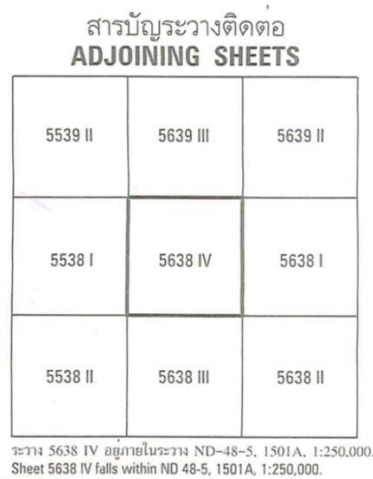 สารบัญระวางติดต่อ
ADJOINING SHEETS
5539 II 5639 III 5639 II
5538 I 5638 IV 5638 I
5538 II 5638 III 5638 II
ระวาง 5638 IV อยู่ภายในระวาง ND-48-5, 1501A, 1:250,000.
Sheet 5638 IV falls within ND 48-5, 1501A, 1:250,000.